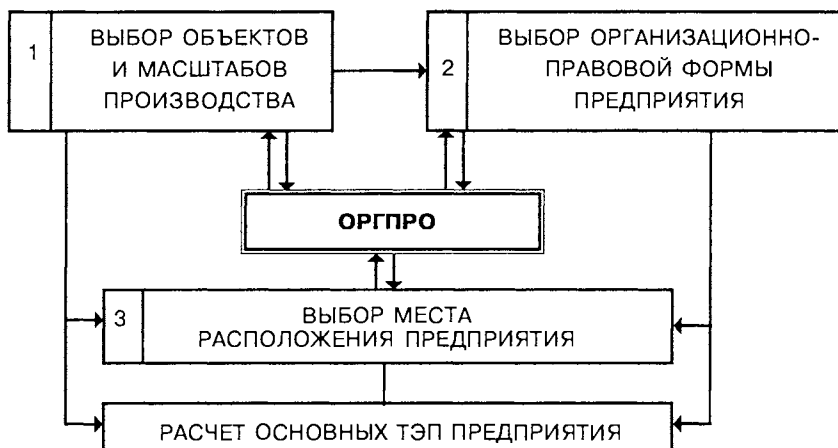 1
ВЫБОР ОБЪЕКТОВ
И МАСШТАБОВ
ПРОИЗВОДСТВА
2
ВЫБОР ОРГАНИЗАЦИОННО-
ПРАВОВОЙ ФОРМЫ
ПРЕДПРИЯТИЯ
ОРГПРО
3
ВЫБОР МЕСТА
РАСПОЛОЖЕНИЯ ПРЕДПРИЯТИЯ
РАСЧЕТ ОСНОВНЫХ ТЭП ПРЕДПРИЯТИЯ